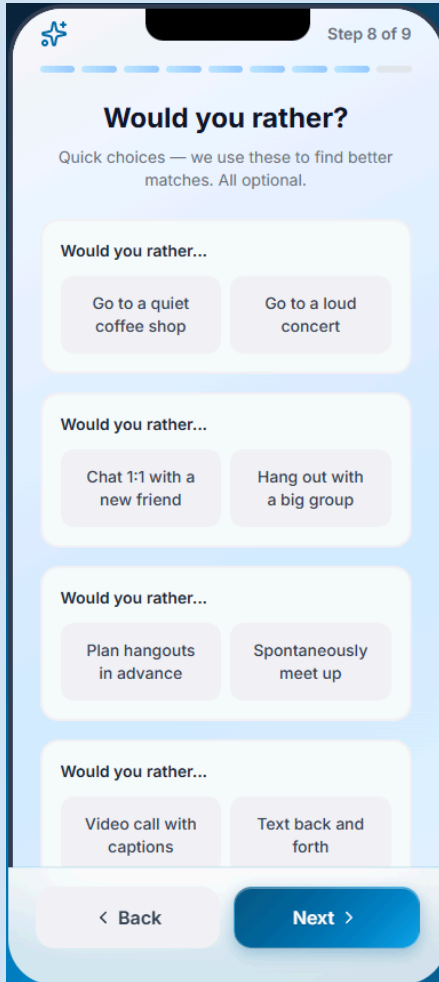 Step 8 of 9
Would you rather?
Quick choices — we use these to find better
matches. All optional.
Would you rather...
Go to a quiet
coffee shop
Go to a loud
concert
Would you rather...
Chat 1:1 with a
new friend
Hang out with
a big group
Would you rather...
Plan hangouts
in advance
Spontaneously
meet up
Would you rather...
Video call with
captions
Text back and
forth
Back
Next